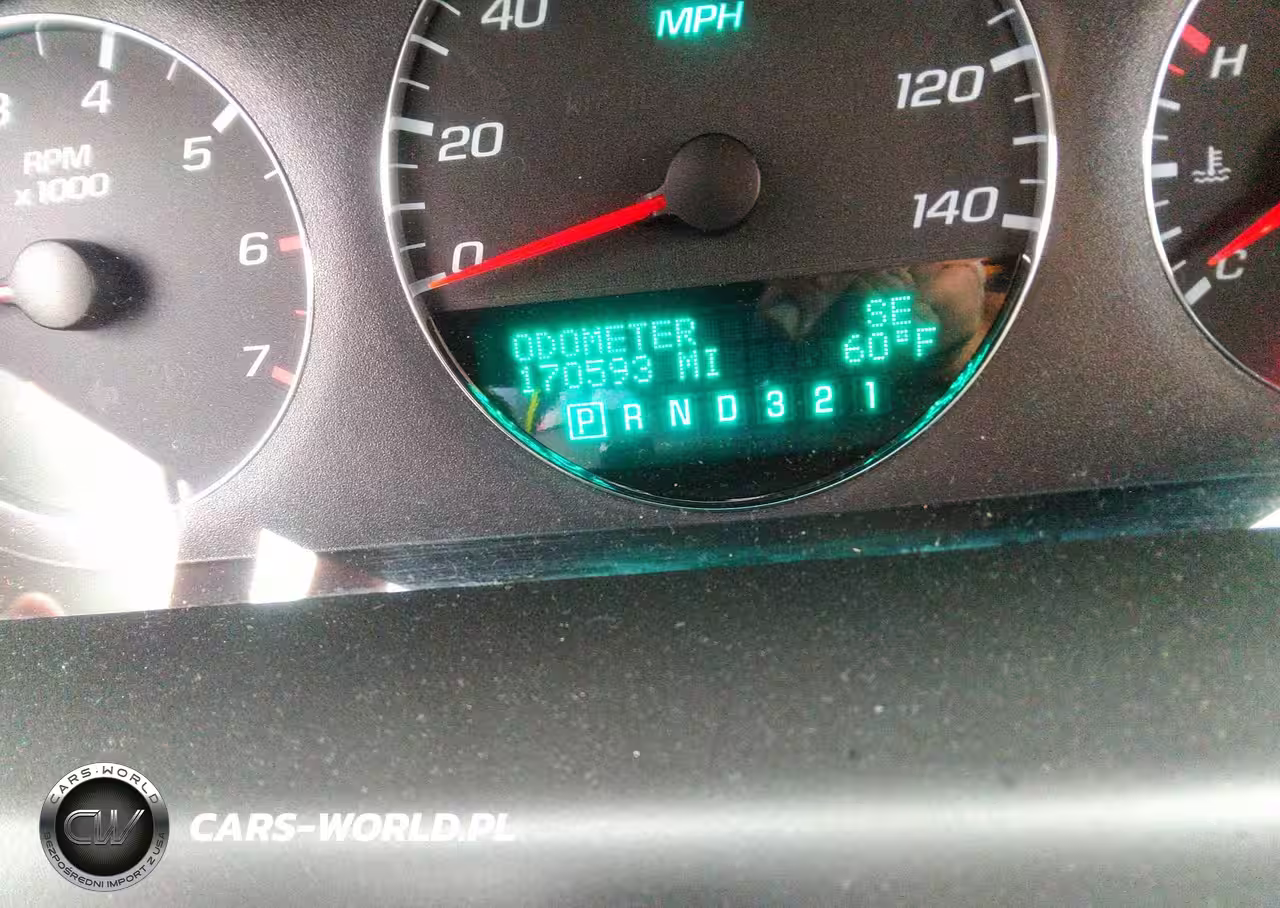 3
4
5
6
7
RPM
x1000
40
20
0
MPH
120
140
H
C
ODOMETER
170593 MI
SE
60°F
P R N D 3 2 1
CARS·WORLD
CW
BEZPOŚREDNI IMPORT Z USA
CARS-WORLD.PL